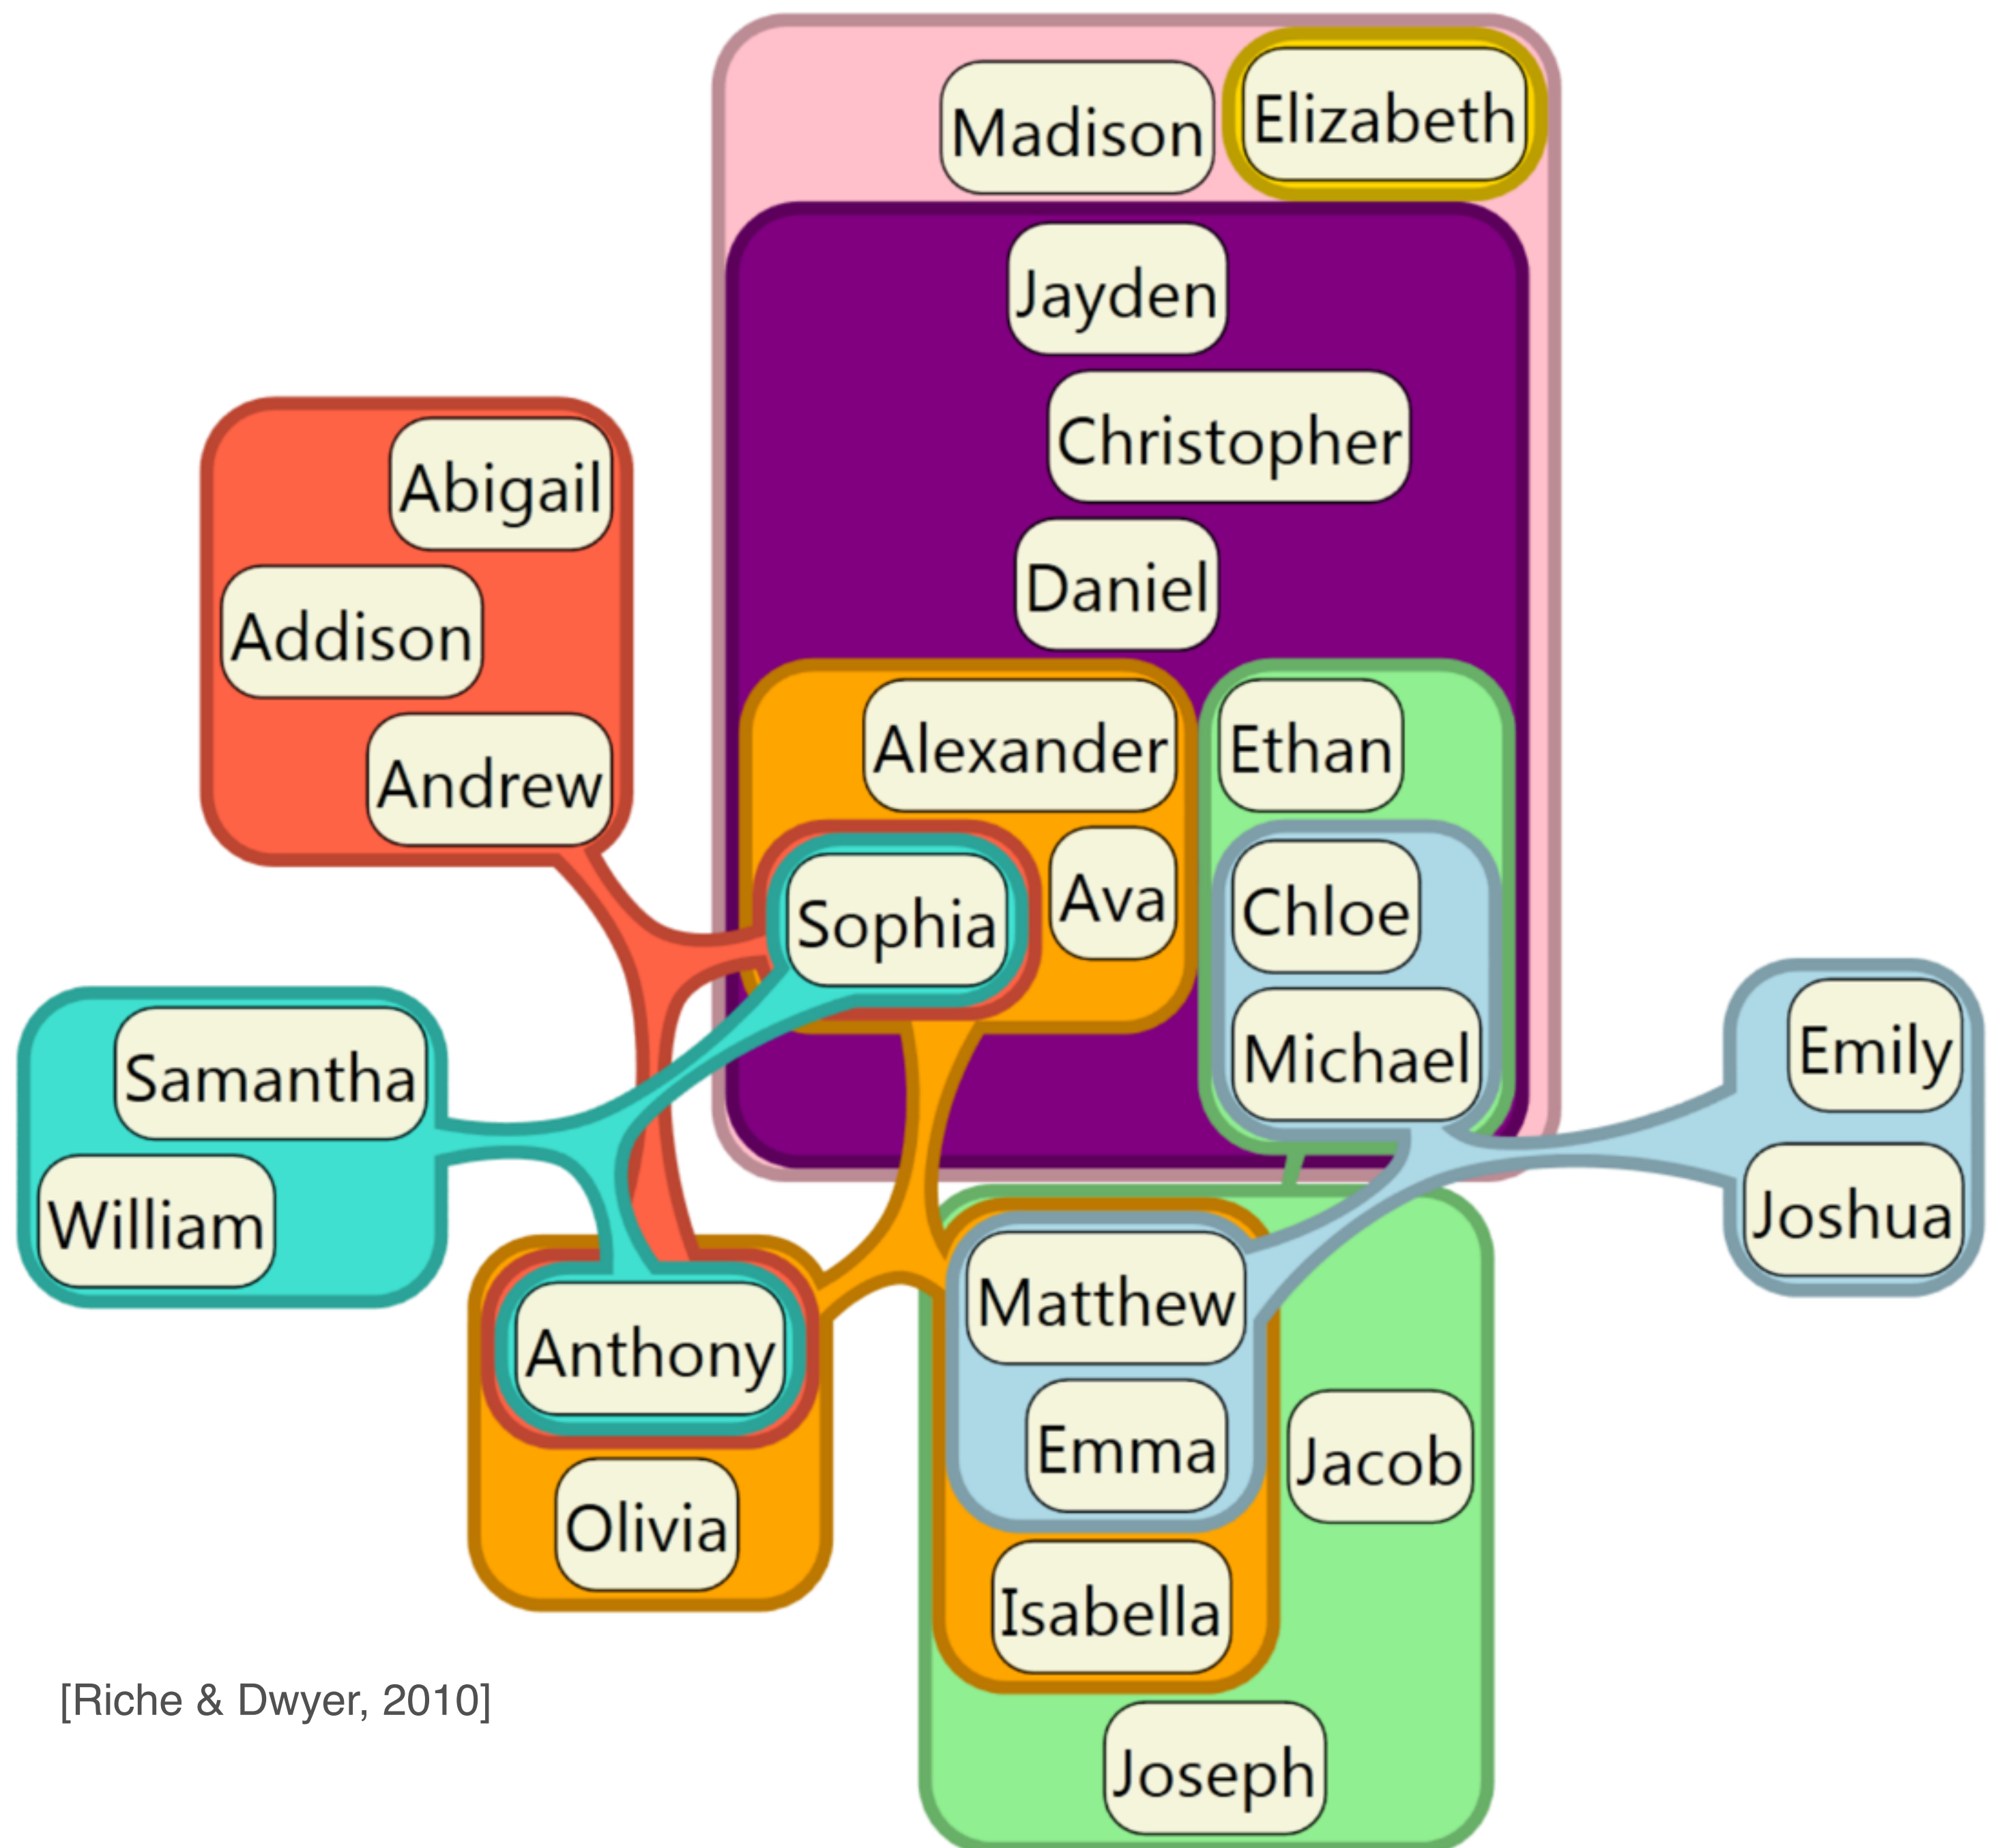 Madison
Elizabeth
Jayden
Christopher
Daniel
Abigail
Addison
Andrew
Alexander
Ethan
Sophia
Ava
Chloe
Michael
Samantha
William
Emily
Joshua
Anthony
Olivia
Matthew
Emma
Jacob
Isabella
Joseph
[Riche & Dwyer, 2010]